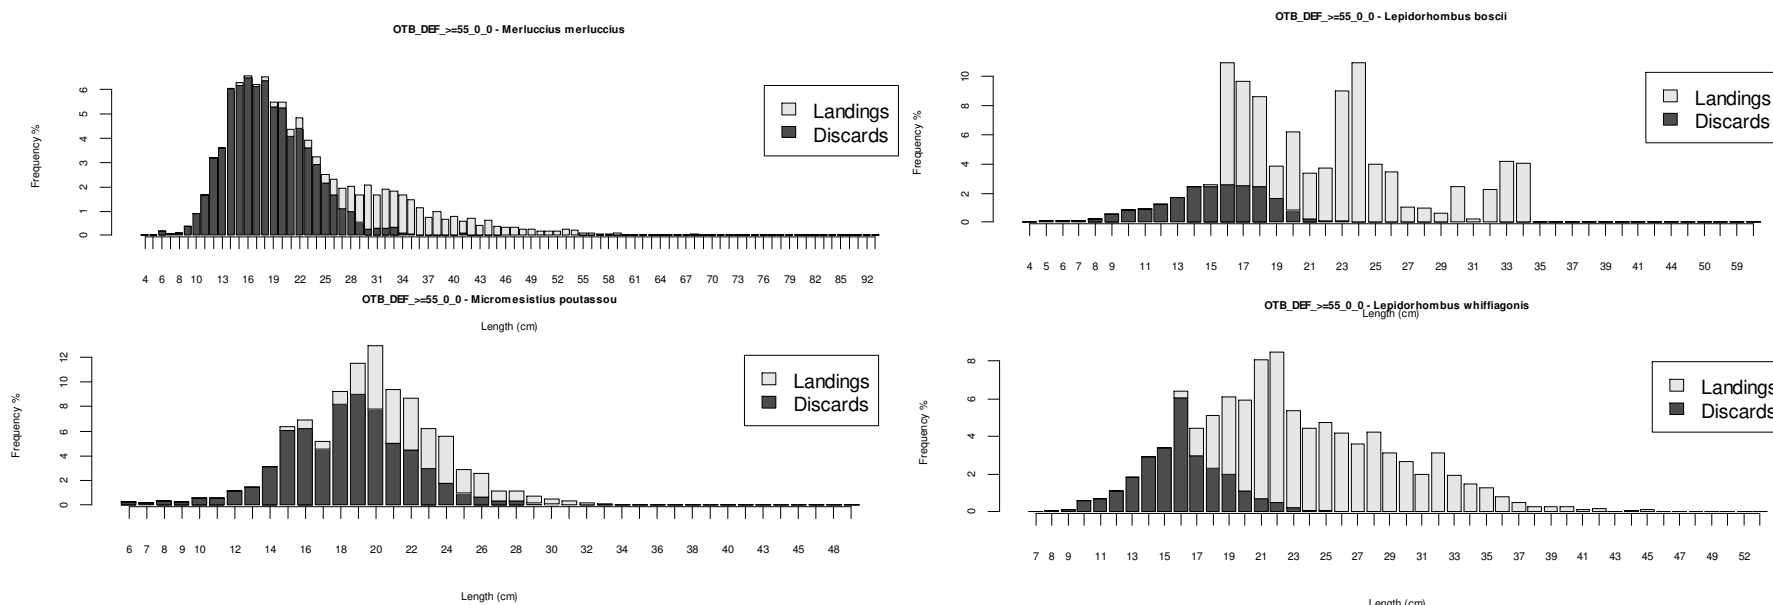 OTB_DEF_>=55_0_0 - Merluccius merluccius
Frequency %
6
5
4
3
2
1
0
Landings
Discards
4 6 8 10 13 16 19 22 25 28 31 34 37 40 43 46 49 52 55 58 61 64 67 70 73 76 79 82 85 92
Length (cm)
OTB_DEF_>=55_0_0 - Lepidorhombus boscii
Frequency %
10
8
6
4
2
0
Landings
Discards
4 5 6 7 8 9 11 13 15 17 19 21 23 25 27 29 31 33 35 37 39 41 44 50 59
Length (cm)
OTB_DEF_>=55_0_0 - Micromesistius poutassou
Frequency %
12
10
8
6
4
2
0
Landings
Discards
6 7 8 9 10 12 14 16 18 20 22 24 26 28 30 32 34 36 38 40 43 45 48
Length (cm)
OTB_DEF_>=55_0_0 - Lepidorhombus whiffiagonis
Frequency %
8
6
4
2
0
Landings
Discards
7 8 9 11 13 15 17 19 21 23 25 27 29 31 33 35 37 39 41 43 45 47 49 52
Length (cm)